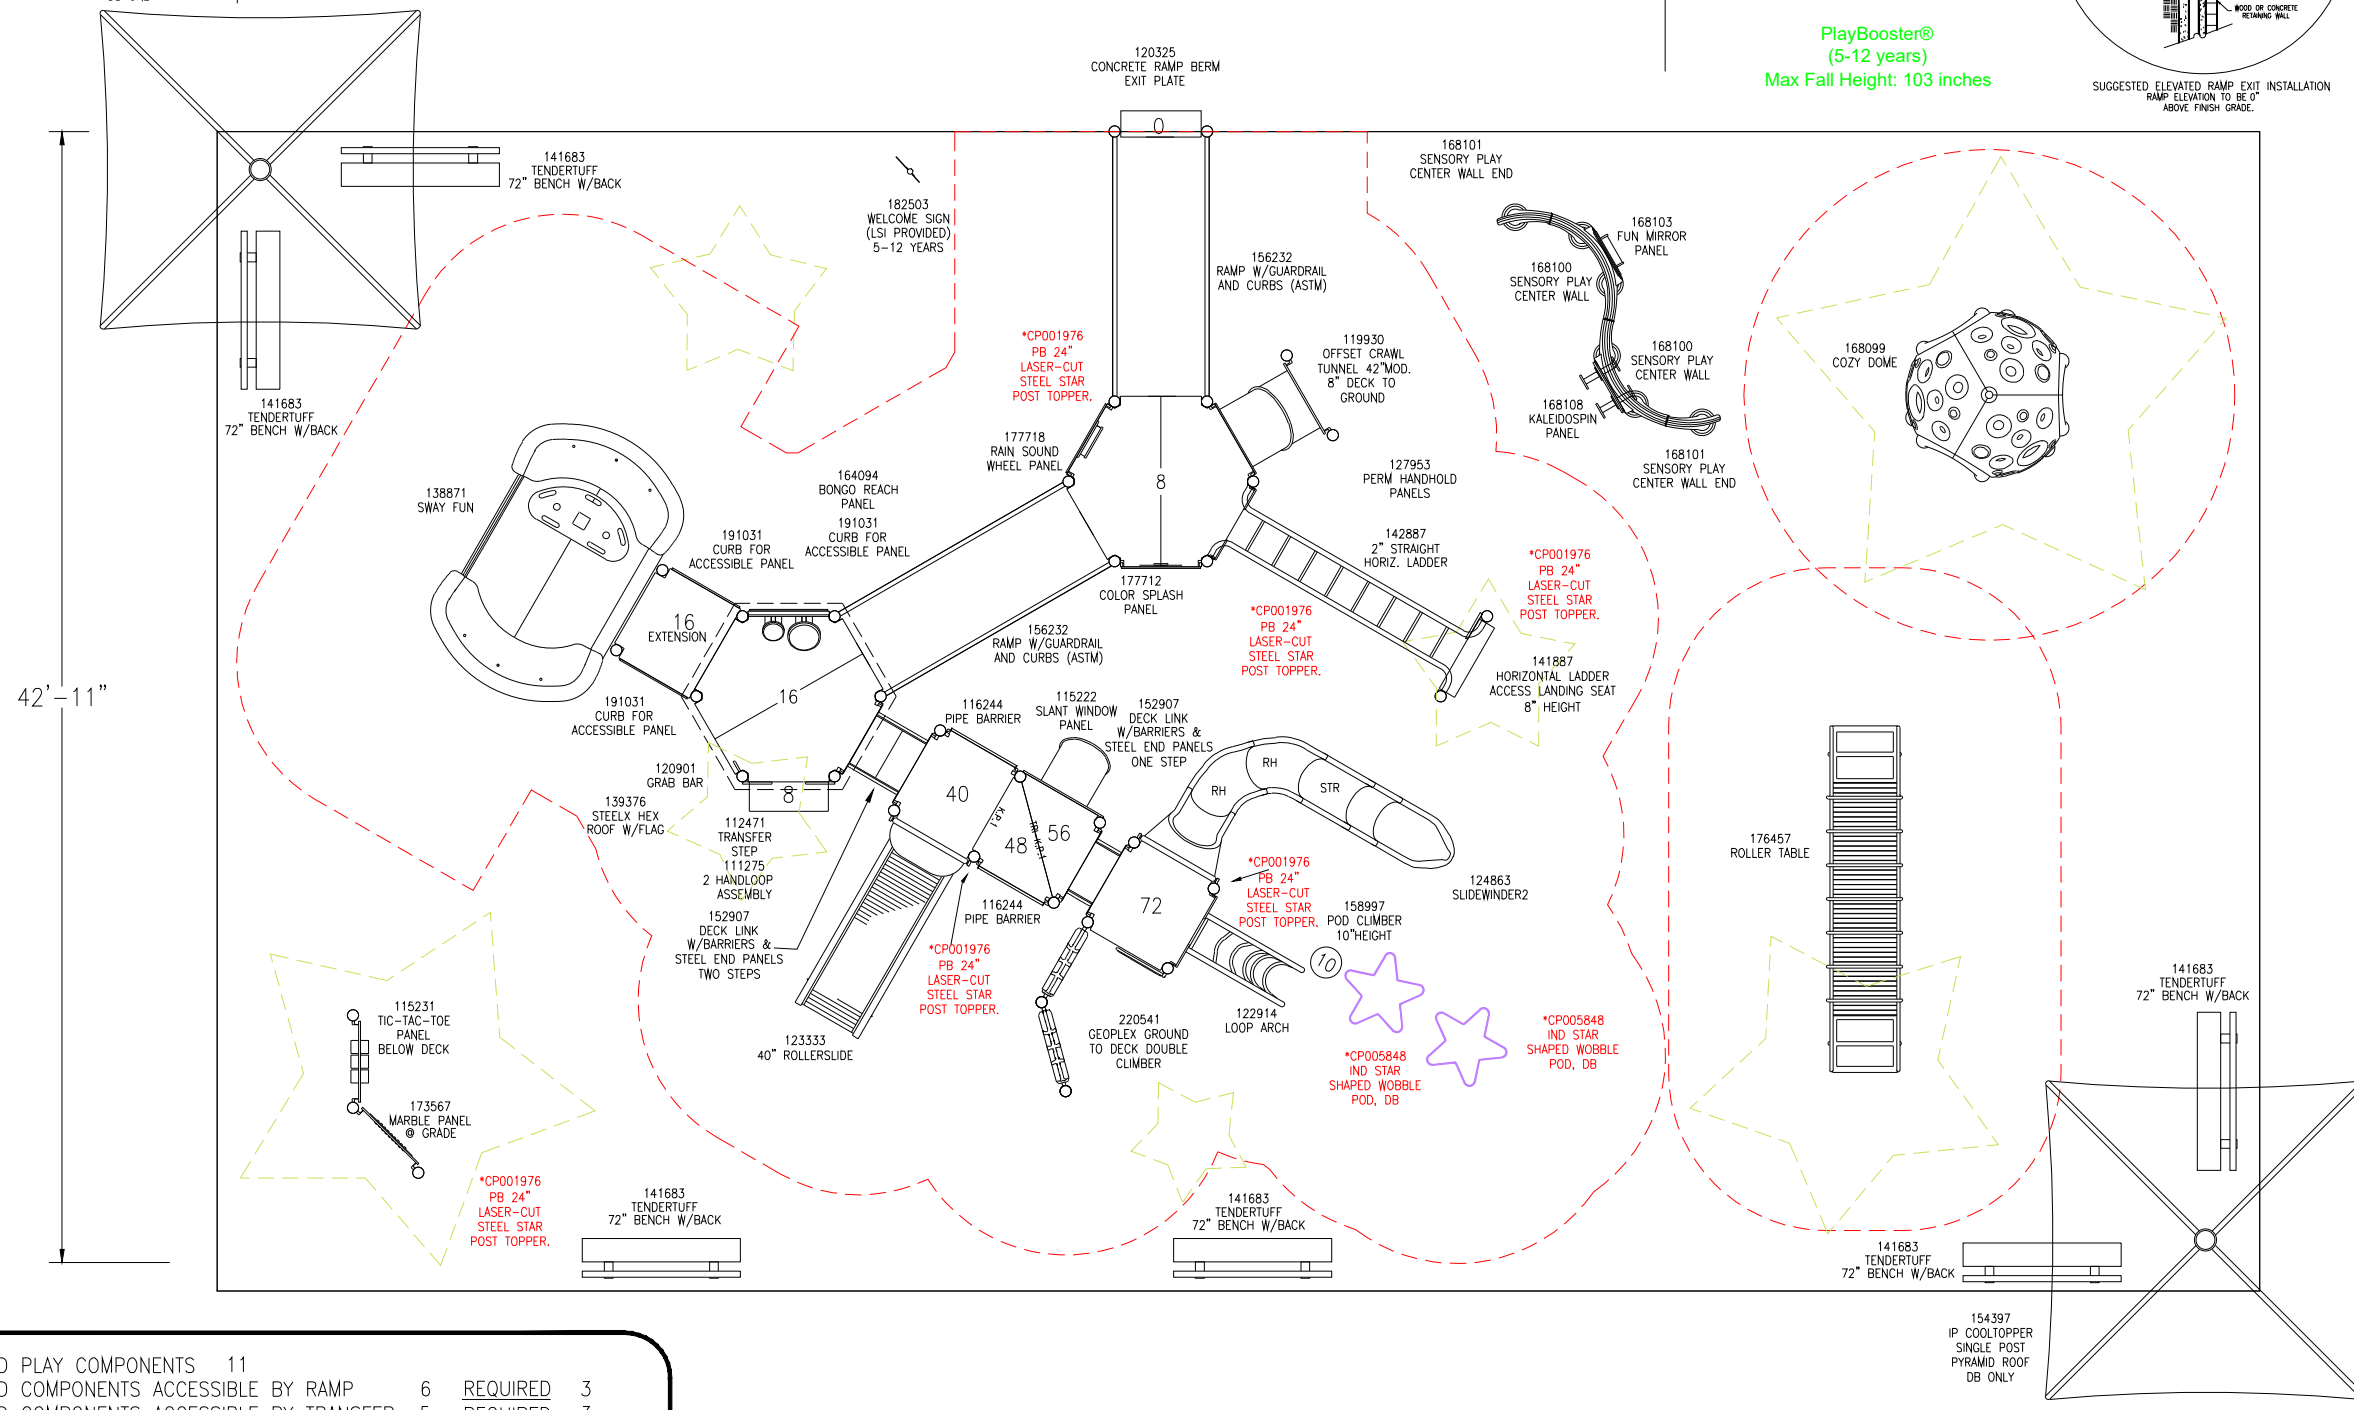 120325
CONCRETE RAMP BERM
EXIT PLATE
PlayBooster®
(5-12 years)
Max Fall Height: 103 inches
WOOD OR CONCRETE
RETAINING WALL
SUGGESTED ELEVATED RAMP EXIT INSTALLATION
RAMP ELEVATION TO BE 0"
ABOVE FINISH GRADE.
0
141683
TENDERTUFF
72" BENCH W/BACK
182503
WELCOME SIGN
(LSI PROVIDED)
5-12 YEARS
168101
SENSORY PLAY
CENTER WALL END
168103
FUN MIRROR
PANEL
156232
RAMP W/GUARDRAIL
AND CURBS (ASTM)
168100
SENSORY PLAY
CENTER WALL
*CP001976
PB 24"
LASER-CUT
STEEL STAR
POST TOPPER.
119930
OFFSET CRAWL
TUNNEL 42"MOD.
8" DECK TO
GROUND
168100
SENSORY PLAY
CENTER WALL
168099
COZY DOME
141683
TENDERTUFF
72" BENCH W/BACK
168108
KALEIDOSPIN
PANEL
177718
RAIN SOUND
WHEEL PANEL
168101
SENSORY PLAY
CENTER WALL END
127953
PERM HANDHOLD
PANELS
164094
BONGO REACH
PANEL
191031
CURB FOR
ACCESSIBLE PANEL
138871
SWAY FUN
8
191031
CURB FOR
ACCESSIBLE PANEL
142887
2" STRAIGHT
HORIZ. LADDER
*CP001976
PB 24"
LASER-CUT
STEEL STAR
POST TOPPER.
177712
COLOR SPLASH
PANEL
*CP001976
PB 24"
LASER-CUT
STEEL STAR
POST TOPPER.
16
EXTENSION
156232
RAMP W/GUARDRAIL
AND CURBS (ASTM)
141887
HORIZONTAL LADDER
ACCESS LANDING SEAT
8" HEIGHT
42'-11"
16
191031
CURB FOR
ACCESSIBLE PANEL
116244
PIPE BARRIER
115222
SLANT WINDOW
PANEL
152907
DECK LINK
W/BARRIERS &
STEEL END PANELS
ONE STEP
120901
GRAB BAR
8
139376
STEELX HEX
ROOF W/FLAG
112471
TRANSFER
STEP
111275
2 HANDLOOP
ASSEMBLY
40
K.P.I
48
56
RH
RH
STR
176457
ROLLER TABLE
124863
SLIDEWINDER2
*CP001976
PB 24"
LASER-CUT
STEEL STAR
POST TOPPER.
72
116244
PIPE BARRIER
158997
POD CLIMBER
10"HEIGHT
10
152907
DECK LINK
W/BARRIERS &
STEEL END PANELS
TWO STEPS
*CP001976
PB 24"
LASER-CUT
STEEL STAR
POST TOPPER.
141683
TENDERTUFF
72" BENCH W/BACK
115231
TIC-TAC-TOE
PANEL
BELOW DECK
122914
LOOP ARCH
220541
GEOPLEX GROUND
TO DECK DOUBLE
CLIMBER
123333
40" ROLLERSLIDE
*CP005848
IND STAR
SHAPED WOBBLE
POD, DB
*CP005848
IND STAR
SHAPED WOBBLE
POD, DB
173567
MARBLE PANEL
@ GRADE
*CP001976
PB 24"
LASER-CUT
STEEL STAR
POST TOPPER.
141683
TENDERTUFF
72" BENCH W/BACK
141683
TENDERTUFF
72" BENCH W/BACK
141683
TENDERTUFF
72" BENCH W/BACK
154397
IP COOLTOPPER
SINGLE POST
PYRAMID ROOF
DB ONLY
PLAY COMPONENTS 11
COMPONENTS ACCESSIBLE BY RAMP 6 REQUIRED 3
COMPONENTS ACCESSIBLE BY TRANSFER 5 REQUIRED 3